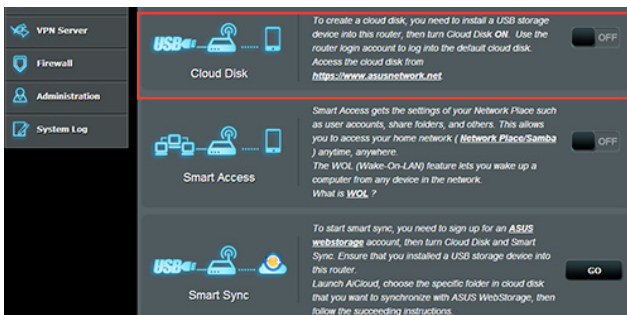 VPN Server
Firewall
Administration
System Log
USB
Cloud Disk
To create a cloud disk, you need to install a USB storage
device into this router, then turn Cloud Disk ON. Use the
router login account to log into the default cloud disk.
Access the cloud disk from
https://www.asusnetwork.net.
OFF
Smart Access
Smart Access gets the settings of your Network Place such
as user accounts, share folders, and others. This allows
you to access your home network ( Network Place/Samba
) anytime, anywhere.
The WOL (Wake-On-LAN) feature lets you wake up a
computer from any device in the network.
What is WOL ?
OFF
USB
Smart Sync
To start smart sync, you need to sign up for an ASUS
webstorage account, then turn Cloud Disk and Smart
Sync. Ensure that you installed a USB storage device into
this router.
Launch AiCloud, choose the specific folder in cloud disk
that you want to synchronize with ASUS WebStorage, then
follow the succeeding instructions.
GO